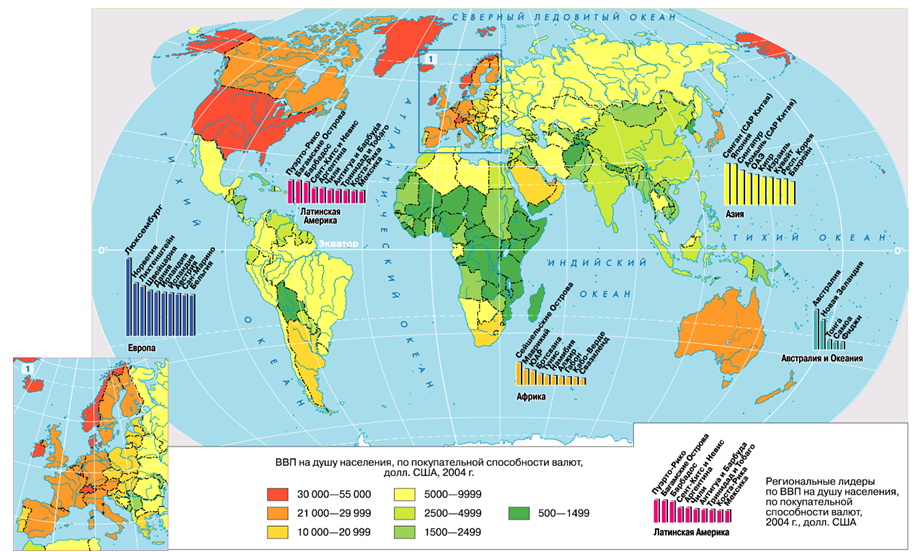 СЕВЕРНЫЙ ЛЕДОВИТЫЙ ОКЕАН
1
ТИХИЙ ОКЕАН
АТЛАНТИЧЕСКИЙ ОКЕАН
ИНДИЙСКИЙ ОКЕАН
ТИХИЙ ОКЕАН
Экватор
0°
0°
Пуэрто-Рико
Багамские Острова
Барбадос
Сент-Китс и Невис
Аргентина
Чили
Антигуа и Барбуда
Тринидад и Тобаго
Коста-Рика
Мексика
Латинская
Америка
Сянган (САР Китая)
Япония
Сингапур
Аомынь (САР Китая)
ОАЭ
Кипр
Израиль
Кувейт
Респ. Корея
Бахрейн
Азия
Люксембург
Норвегия
Лихтенштейн
Швейцария
Дания
Ирландия
Исландия
Австрия
Сан-Марино
Бельгия
Европа
Сейшельские Острова
Маврикий
ЮАР
Ботсвана
Тунис
Намибия
Алжир
Габон
Кабо-Верде
Свазиленд
Африка
Австралия
Новая Зеландия
Тонга
Самоа
Фиджи
Австралия и Океания
1
ВВП на душу населения, по покупательной способности валют,
долл. США, 2004 г.
30 000—55 000
21 000—29 999
10 000—20 999
5000—9999
2500—4999
1500—2499
500—1499
Пуэрто-Рико
Багамские Острова
Барбадос
Сент-Китс и Невис
Аргентина
Чили
Антигуа и Барбуда
Тринидад и Тобаго
Коста-Рика
Мексика
Латинская Америка
Региональные лидеры
по ВВП на душу населения,
по покупательной
способности валют,
2004 г., долл. США